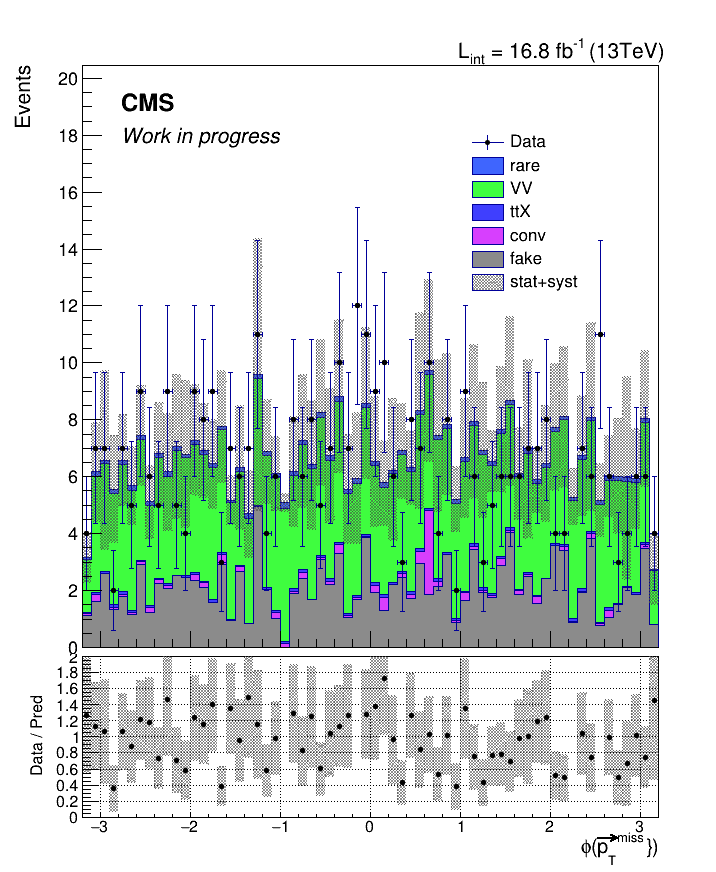 L_int = 16.8 fb^-1 (13TeV)
Events
20
18
16
14
12
10
8
6
4
2
0
CMS
Work in progress
Data
rare
VV
ttX
conv
fake
stat+syst
Data / Pred
2
1.8
1.6
1.4
1.2
1
0.8
0.6
0.4
0.2
0
−3 −2 −1 0 1 2 3
ϕ(p⃗_T^miss })